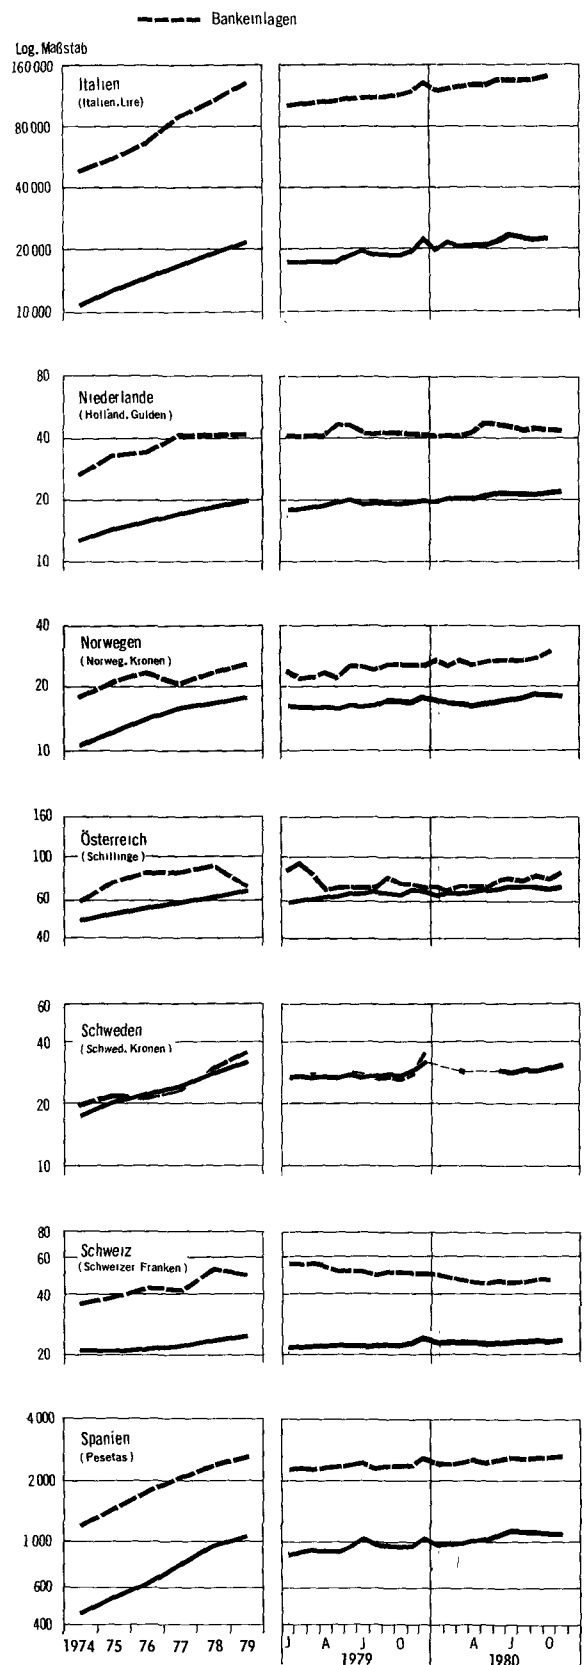 Bankeinlagen
Log. Maßstab
160 000
Italien
(Italien. Lire)
80 000
40 000
20 000
10 000
80
Niederlande
(Holländ. Gulden)
40
20
10
40
Norwegen
(Norweg. Kronen)
20
10
160
Österreich
(Schillinge)
100
60
40
60
Schweden
(Schwed. Kronen)
40
20
10
80
Schweiz
(Schweizer Franken)
60
40
20
4 000
Spanien
(Pesetas)
2 000
1 000
600
400
1974 75 76 77 78 79 J A J O A J O
1979 1980